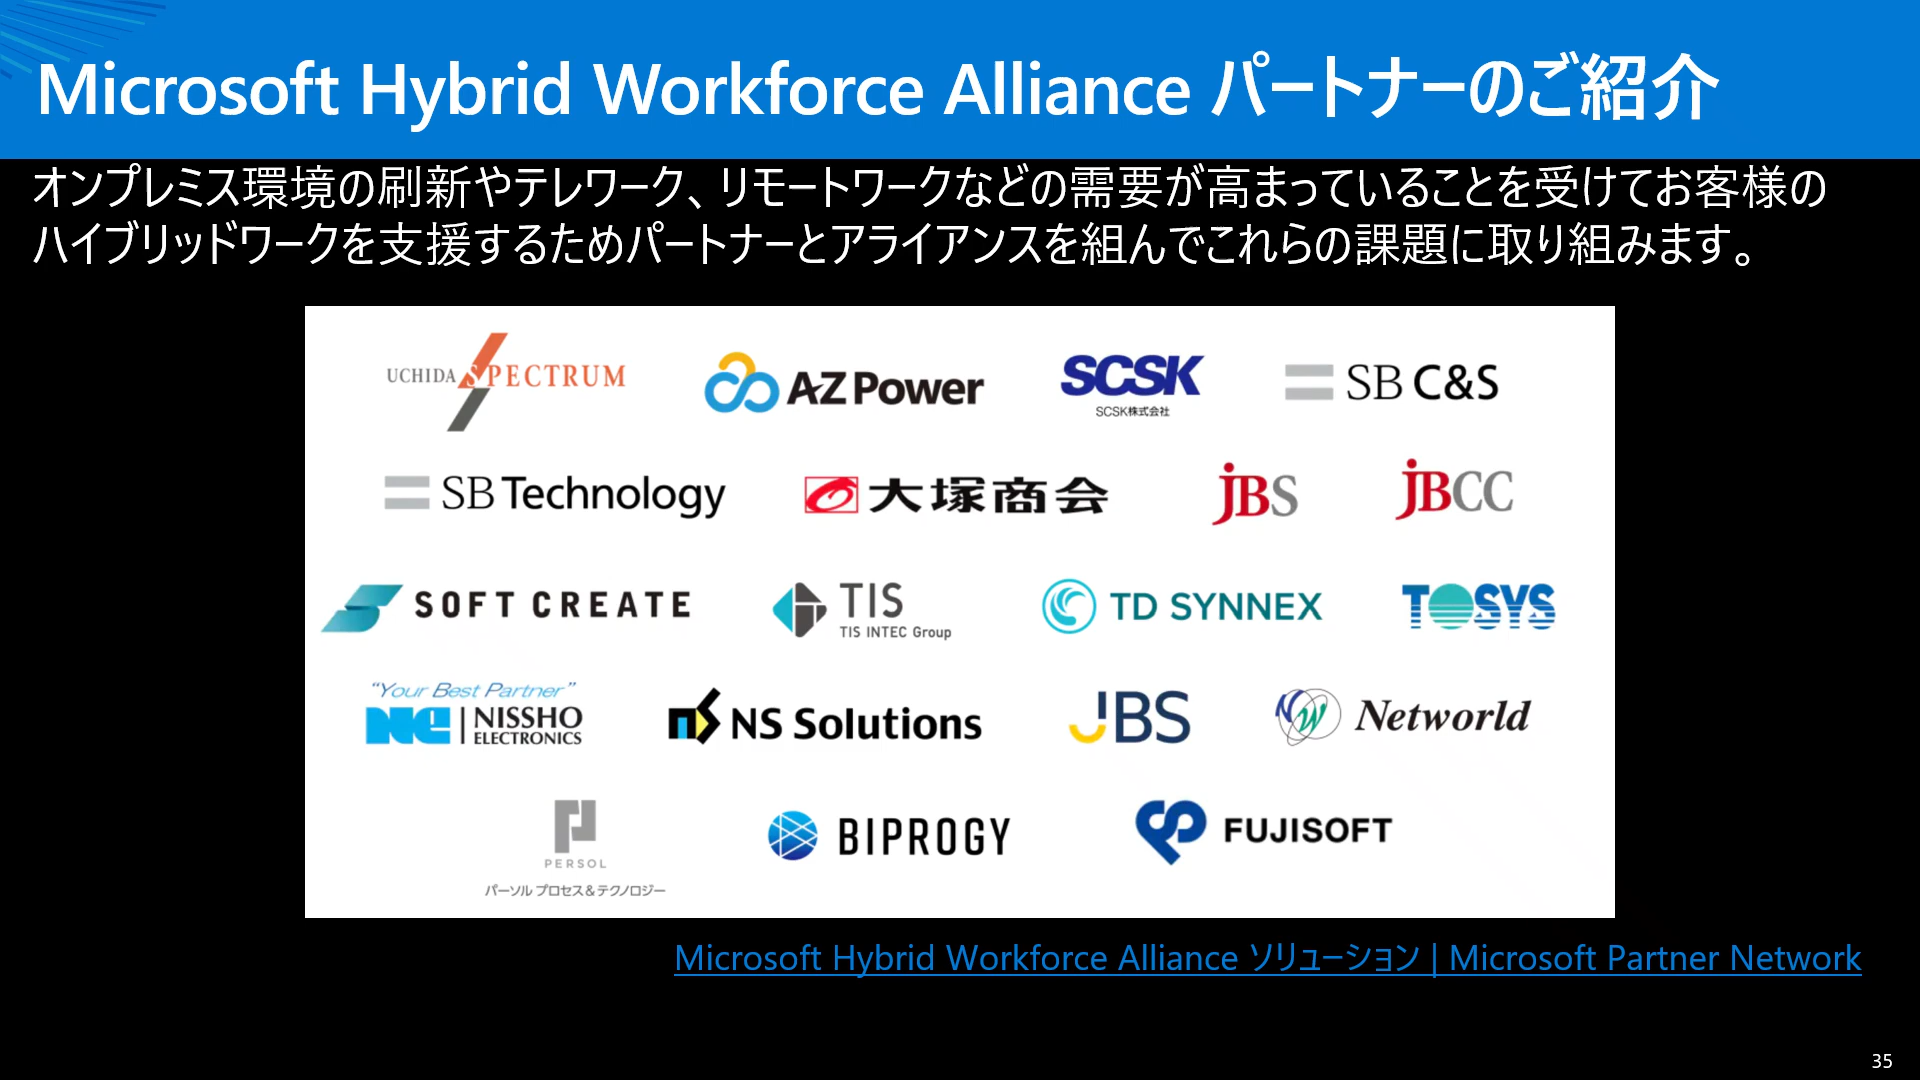 Microsoft Hybrid Workforce Alliance パートナーのご紹介
オンプレミス環境の刷新やテレワーク、リモートワークなどの需要が高まっていることを受けてお客様の
ハイブリッドワークを支援するためパートナーとアライアンスを組んでこれらの課題に取り組みます。
UCHIDA SPECTRUM
AZPower
SCSK
SCSK株式会社
SB C&S
SB Technology
大塚商会
JBS
JBCC
SOFT CREATE
TIS
TIS INTEC Group
TD SYNNEX
TOSYS
“Your Best Partner”
NE
NISSHO
ELECTRONICS
NS Solutions
JBS
NW
Networld
PERSOL
パーソル プロセス&テクノロジー
BIPROGY
FUJISOFT
Microsoft Hybrid Workforce Alliance ソリューション | Microsoft Partner Network
35